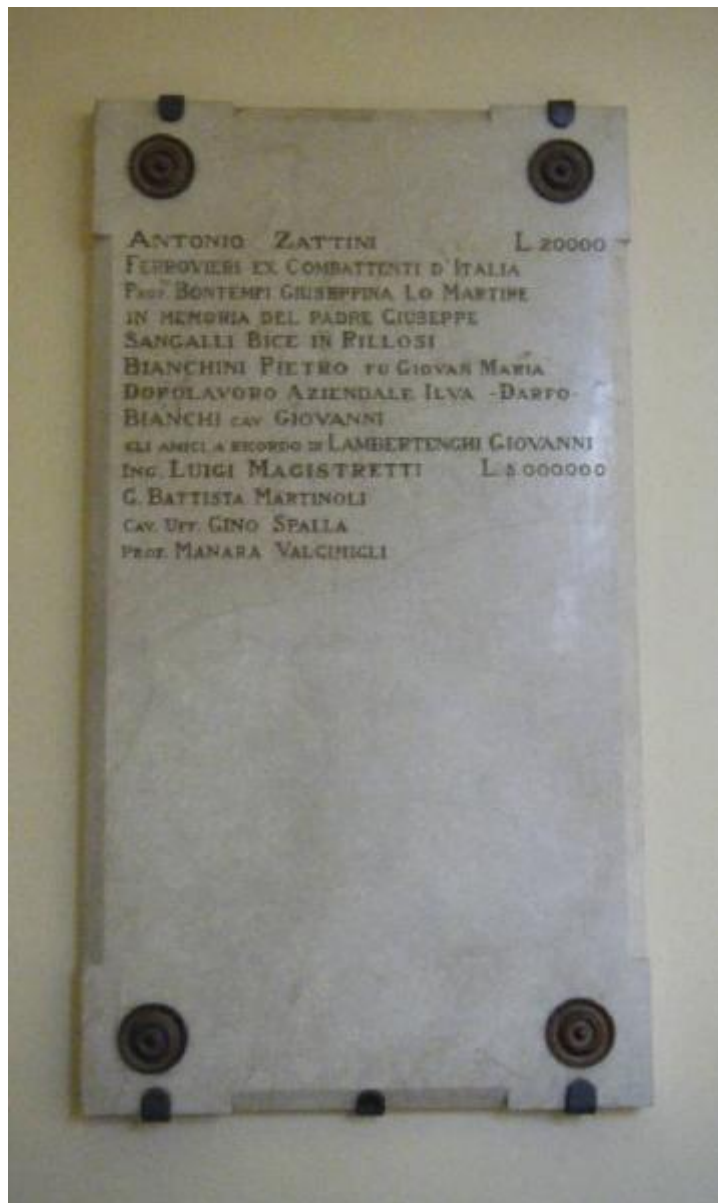 ANTONIO ZATTINI L. 20000
FERROVIERI EX COMBATTENTI D'ITALIA
PROF. BONTEMPI GIUSEPPINA LO MARTIRE
IN MEMORIA DEL PADRE GIUSEPPE
SANGALLI BICE IN FILLOSI
BIANCHINI PIETRO FU GIOVAN MARIA
DOPOLAVORO AZIENDALE ILVA -DARFO-
BIANCHI CAV GIOVANNI
GLI AMICI A RICORDO DI LAMBERTENGHI GIOVANNI
ING. LUIGI MAGISTRETTI L. 5 000000
G. BATTISTA MARTINOLI
CAV. UFF. GINO SPALLA
PROF. MANARA VALGIMIGLI